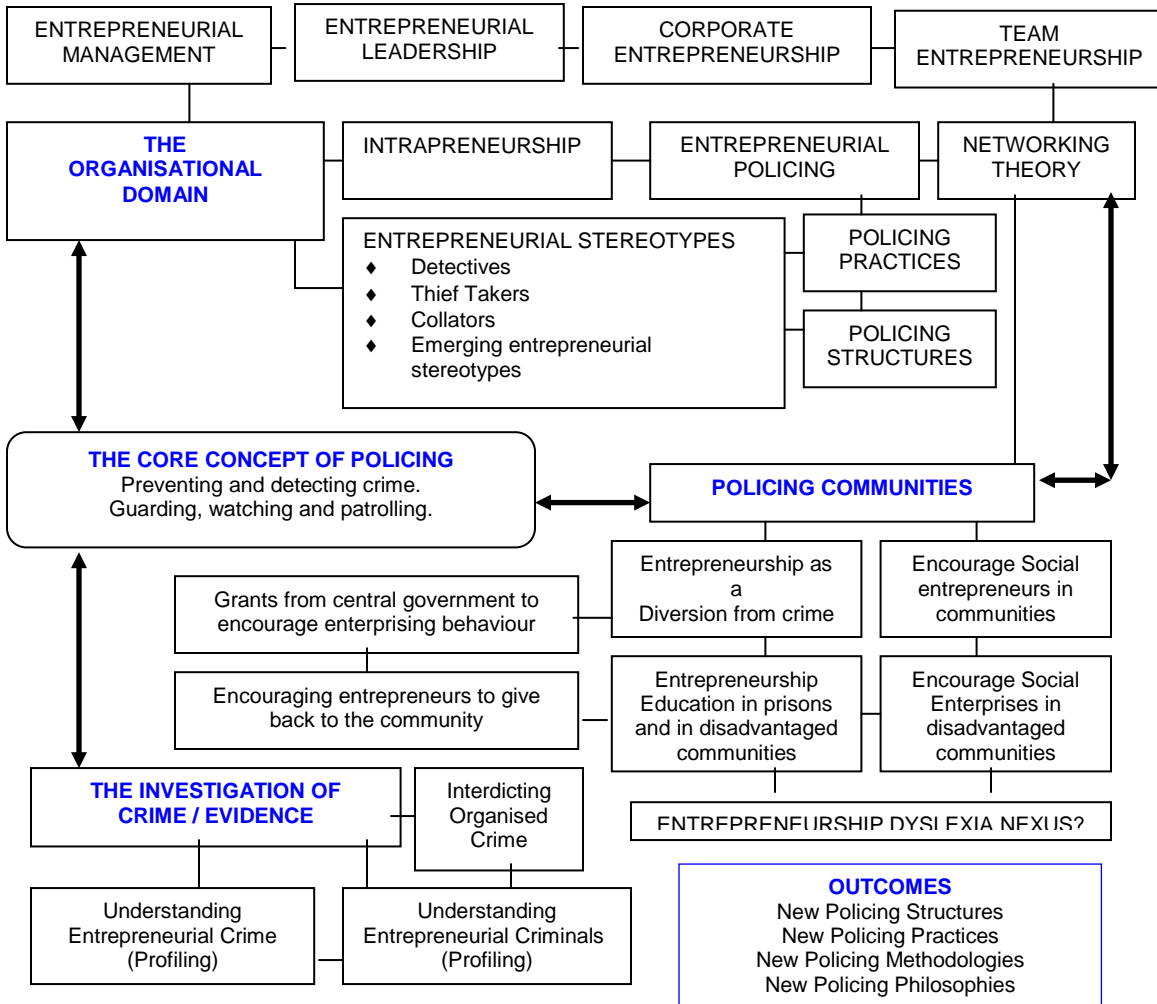 ENTREPRENEURIAL
MANAGEMENT
ENTREPRENEURIAL
LEADERSHIP
CORPORATE
ENTREPRENEURSHIP
TEAM
ENTREPRENEURSHIP
THE
ORGANISATIONAL
DOMAIN
INTRAPRENEURSHIP
ENTREPRENEURIAL
POLICING
NETWORKING
THEORY
ENTREPRENEURIAL STEREOTYPES
♦ Detectives
♦ Thief Takers
♦ Collators
♦ Emerging entrepreneurial
stereotypes
POLICING
PRACTICES
POLICING
STRUCTURES
THE CORE CONCEPT OF POLICING
Preventing and detecting crime.
Guarding, watching and patrolling.
POLICING COMMUNITIES
Entrepreneurship as
a
Diversion from crime
Encourage Social
entrepreneurs in
communities
Grants from central government to
encourage enterprising behaviour
Encouraging entrepreneurs to give
back to the community
Entrepreneurship
Education in prisons
and in disadvantaged
communities
Encourage Social
Enterprises in
disadvantaged
communities
THE INVESTIGATION OF
CRIME / EVIDENCE
Interdicting
Organised
Crime
ENTREPRENEURSHIP DYSLEXIA NEXUS?
Understanding
Entrepreneurial Crime
(Profiling)
Understanding
Entrepreneurial Criminals
(Profiling)
OUTCOMES
New Policing Structures
New Policing Practices
New Policing Methodologies
New Policing Philosophies